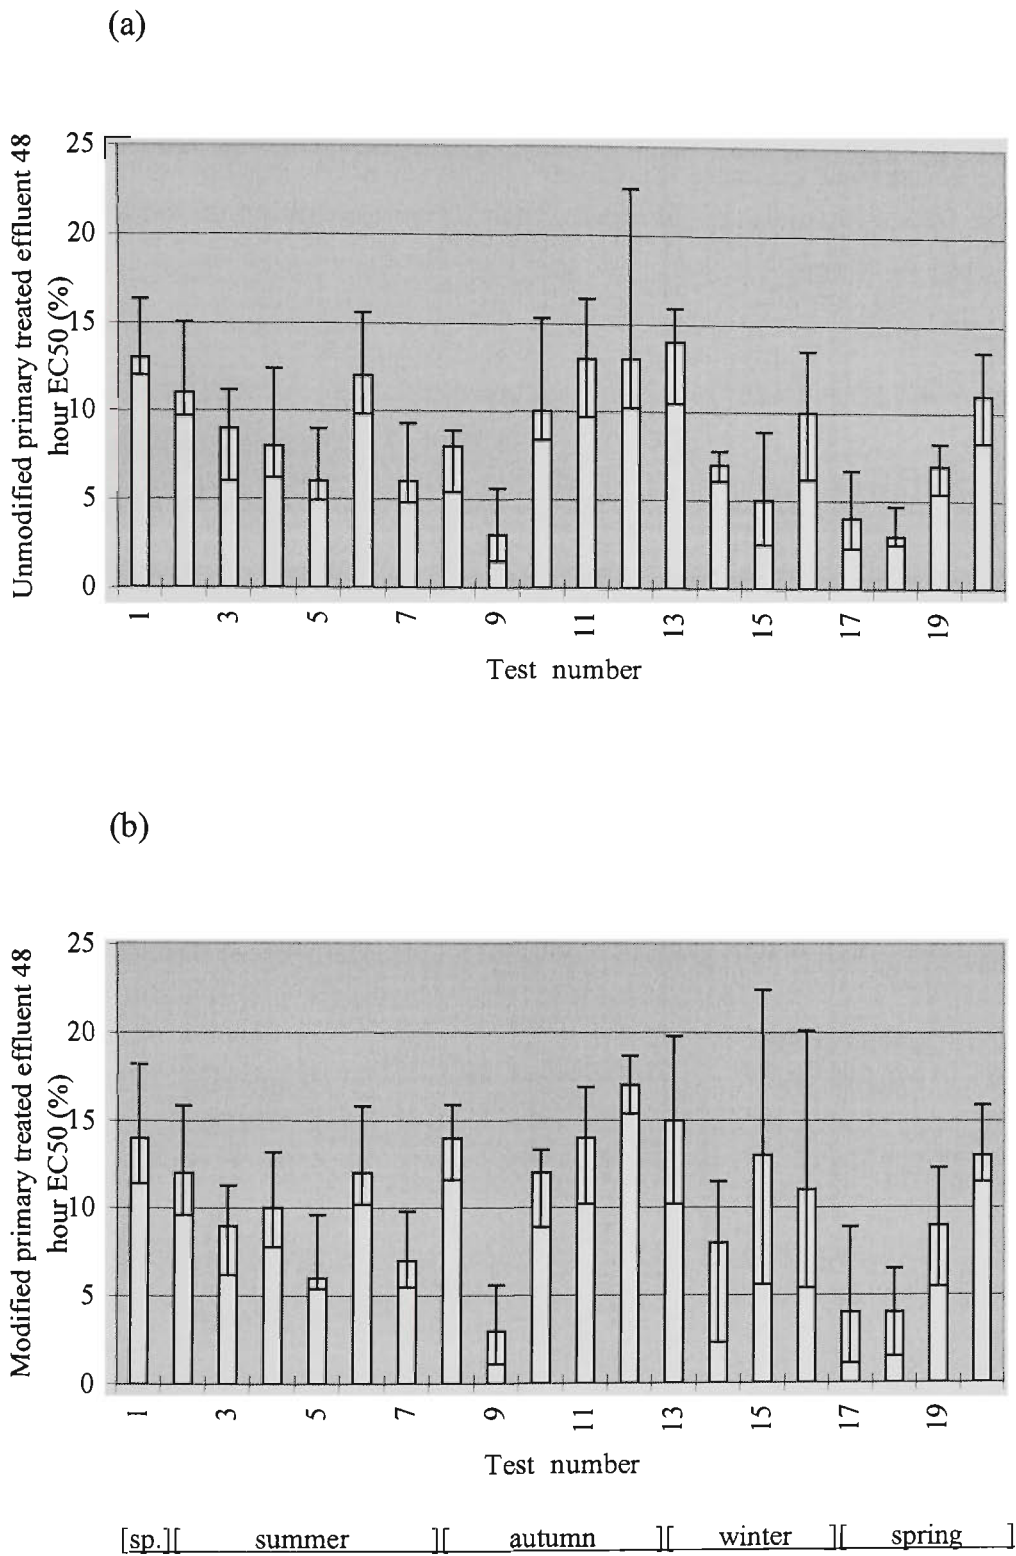 (a)
Unmodified primary treated effluent 48
hour EC50 (%)
25
20
15
10
5
0
1 3 5 7 9 11 13 15 17 19
Test number
(b)
Modified primary treated effluent 48
hour EC50 (%)
25
20
15
10
5
0
1 3 5 7 9 11 13 15 17 19
Test number
[sp.][ summer ][ autumn ][ winter ][ spring ]